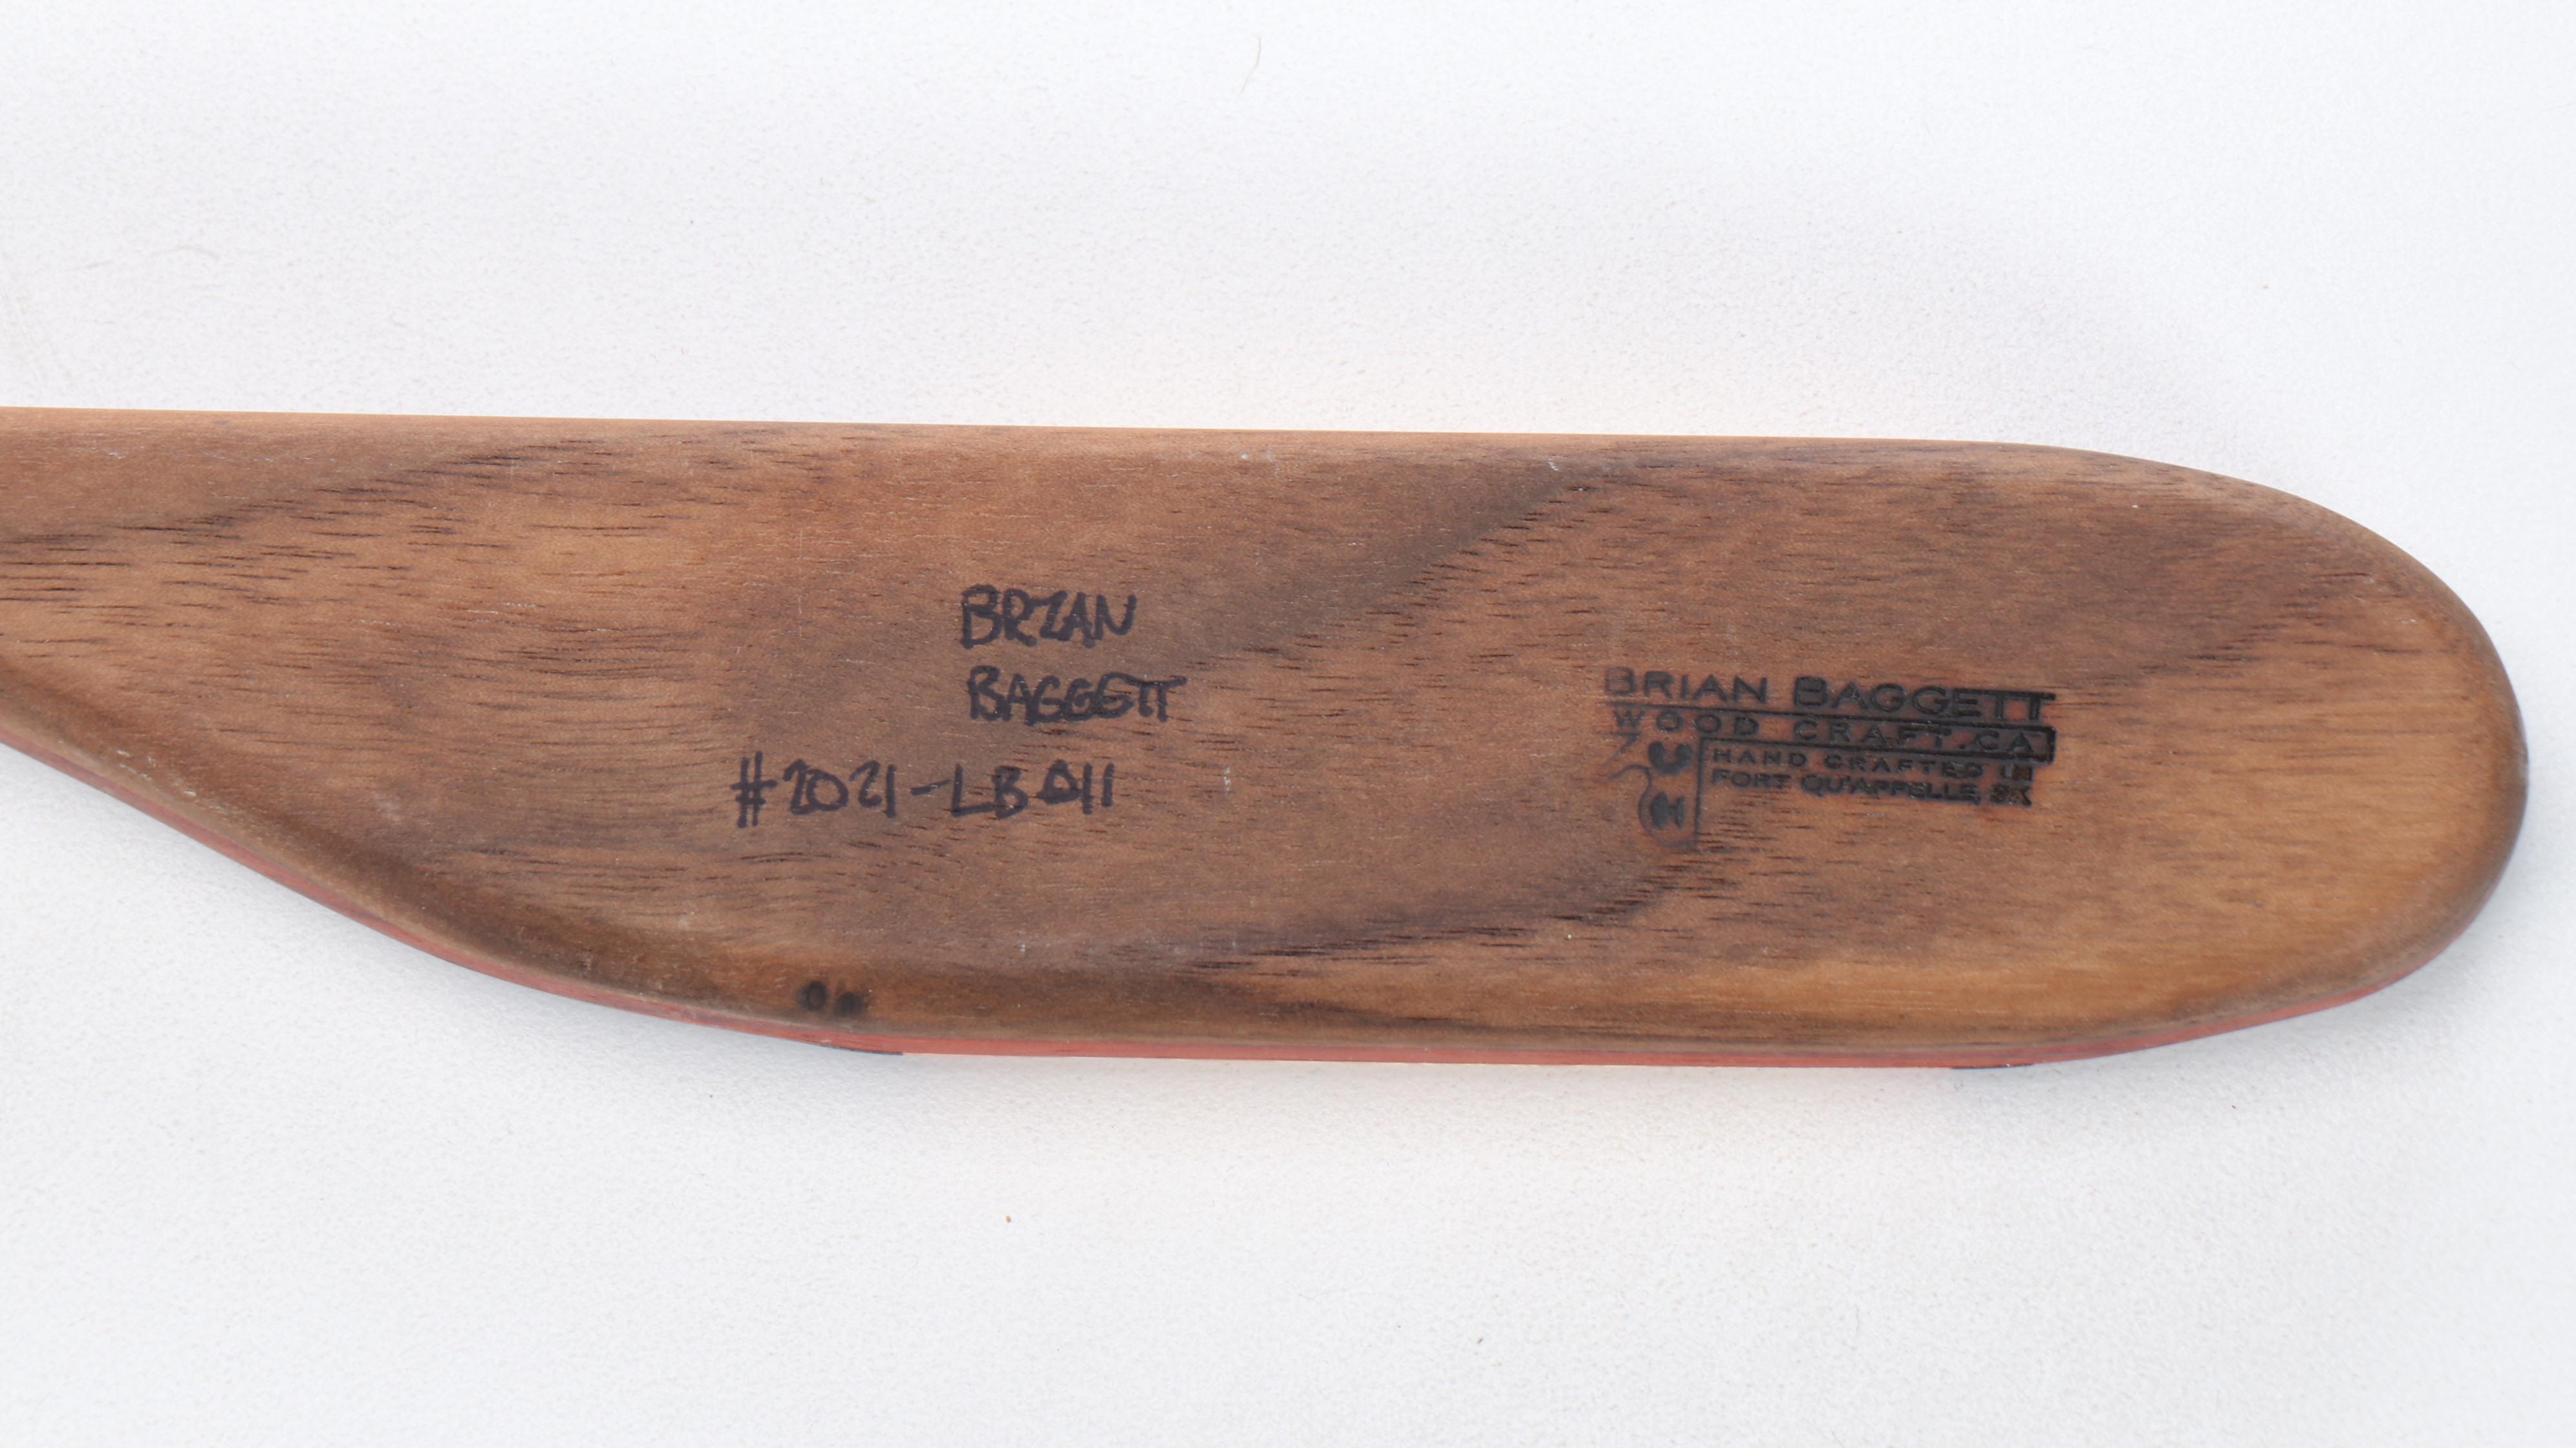 BRIAN
BAGGETT
#2021-LB011
BRIAN BAGGETT
WOOD CRAFT.CA
HAND CRAFTED IN
FORT QU'APPELLE, SK